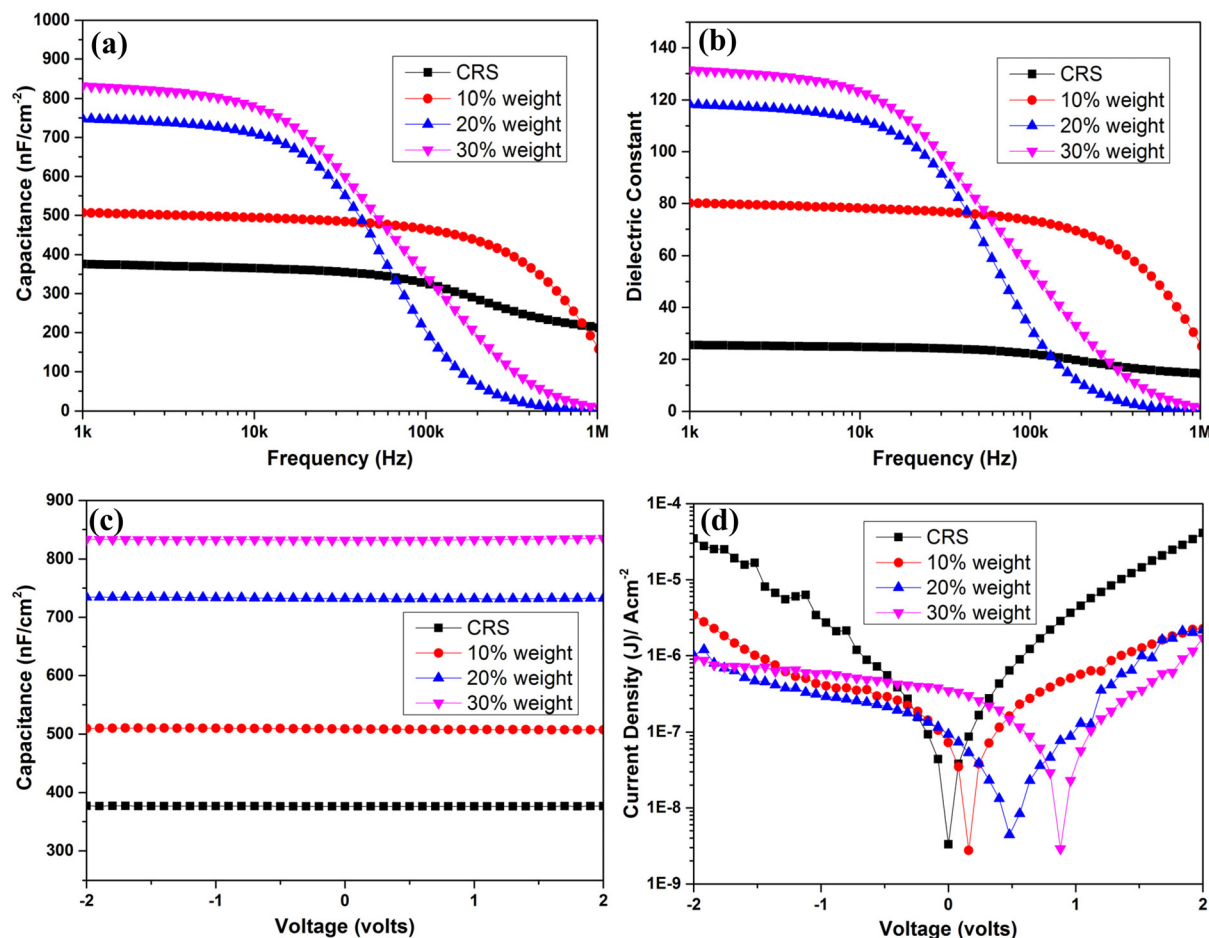 (a)
1000
900
800
700
600
500
400
300
200
100
0
Capacitance (nF/cm⁻²)
CRS
10% weight
20% weight
30% weight
1k 10k 100k 1M
Frequency (Hz)
(b)
140
120
100
80
60
40
20
0
Dielectric Constant
CRS
10% weight
20% weight
30% weight
1k 10k 100k 1M
Frequency (Hz)
(c)
900
800
700
600
500
400
300
Capacitance (nF/cm²)
CRS
10% weight
20% weight
30% weight
-2 -1 0 1 2
Voltage (volts)
(d)
1E-4
1E-5
1E-6
1E-7
1E-8
1E-9
Current Density (J)/ Acm⁻²
CRS
10% weight
20% weight
30% weight
-2 -1 0 1 2
Voltage (volts)